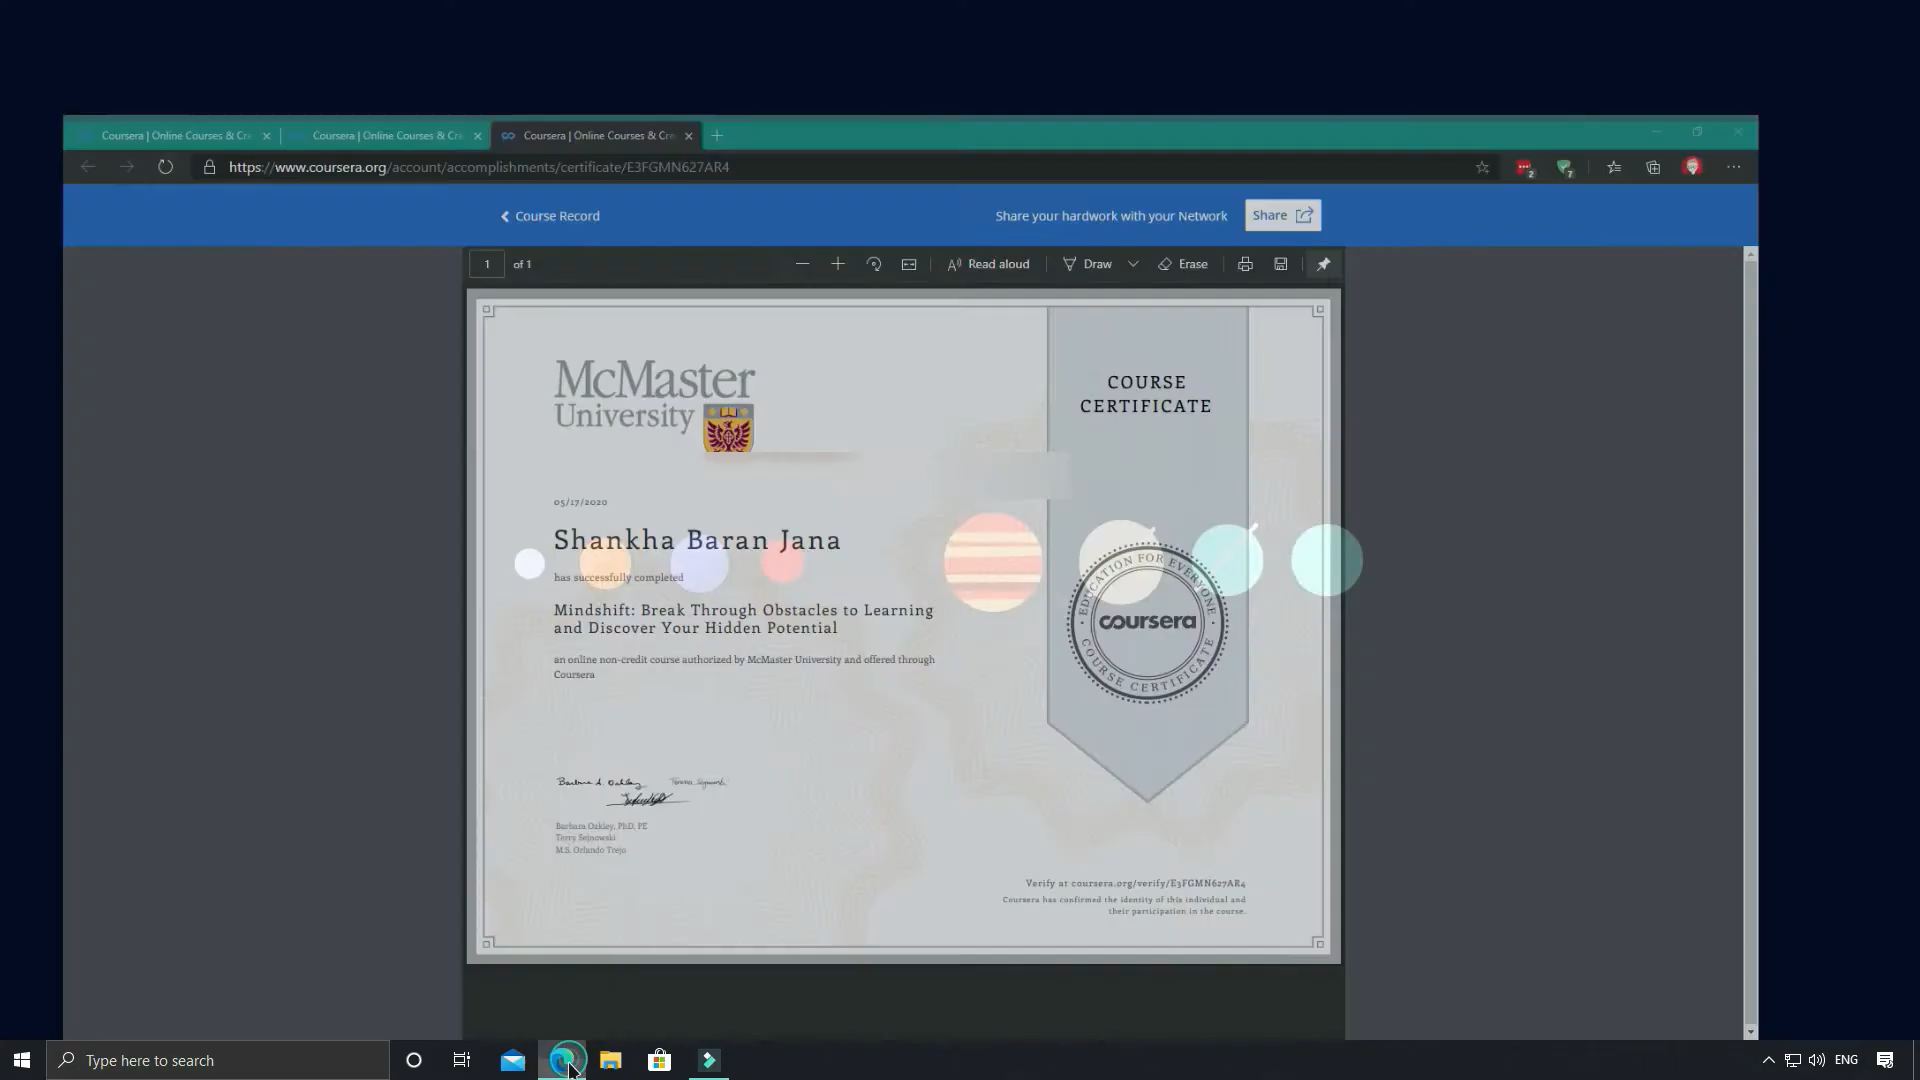 Coursera | Online Courses & Cr
Coursera | Online Courses & Cr
Coursera | Online Courses & Cr
https://www.coursera.org/account/accomplishments/certificate/E3FGMN627AR4
2
7
Course Record
Share your hardwork with your Network
Share
1 of 1
Read aloud
Draw
Erase
McMaster
University
COURSE
CERTIFICATE
05/17/2020
Shankha Baran Jana
has successfully completed
Mindshift: Break Through Obstacles to Learning
and Discover Your Hidden Potential
an online non-credit course authorized by McMaster University and offered through
Coursera
EDUCATION FOR EVERYONE
coursera
COURSE CERTIFICATE
Barbara Oakley, PhD, PE
Terry Sejnowski
M.S. Orlando Trejo
Verify at coursera.org/verify/E3FGMN627AR4
Coursera has confirmed the identity of this individual and
their participation in the course.
Type here to search
ENG